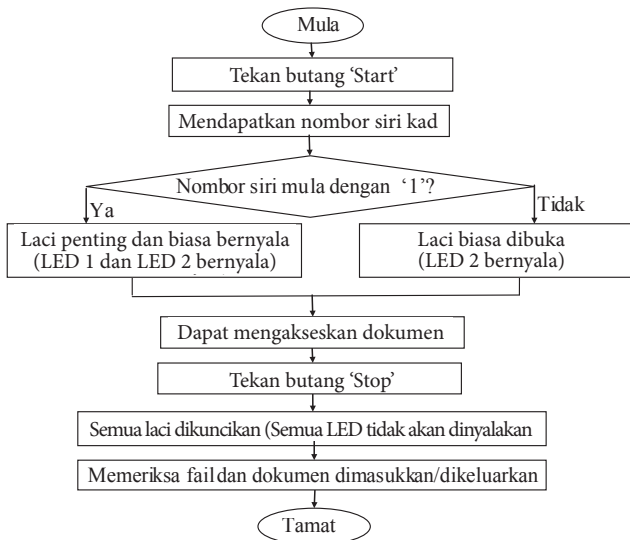 Mula
Tekan butang ‘Start’
Mendapatkan nombor siri kad
Nombor siri mula dengan ‘1’?
Ya
Tidak
Laci penting dan biasa bernyala
(LED 1 dan LED 2 bernyala)
Laci biasa dibuka
(LED 2 bernyala)
Dapat mengakseskan dokumen
Tekan butang ‘Stop’
Semua laci dikuncikan (Semua LED tidak akan dinyalakan
Memeriksa fail dan dokumen dimasukkan/dikeluarkan
Tamat